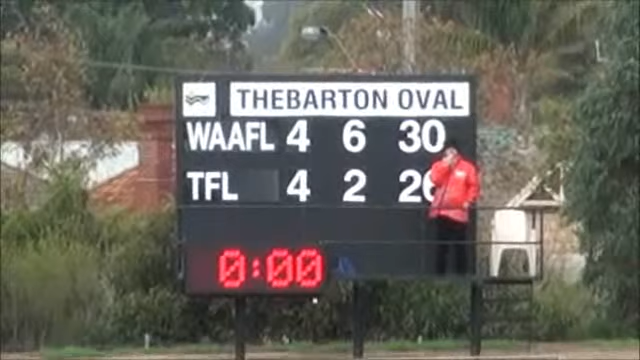 THEBARTON OVAL
WAAFL 4 6 30
TFL 4 2 26
0:00